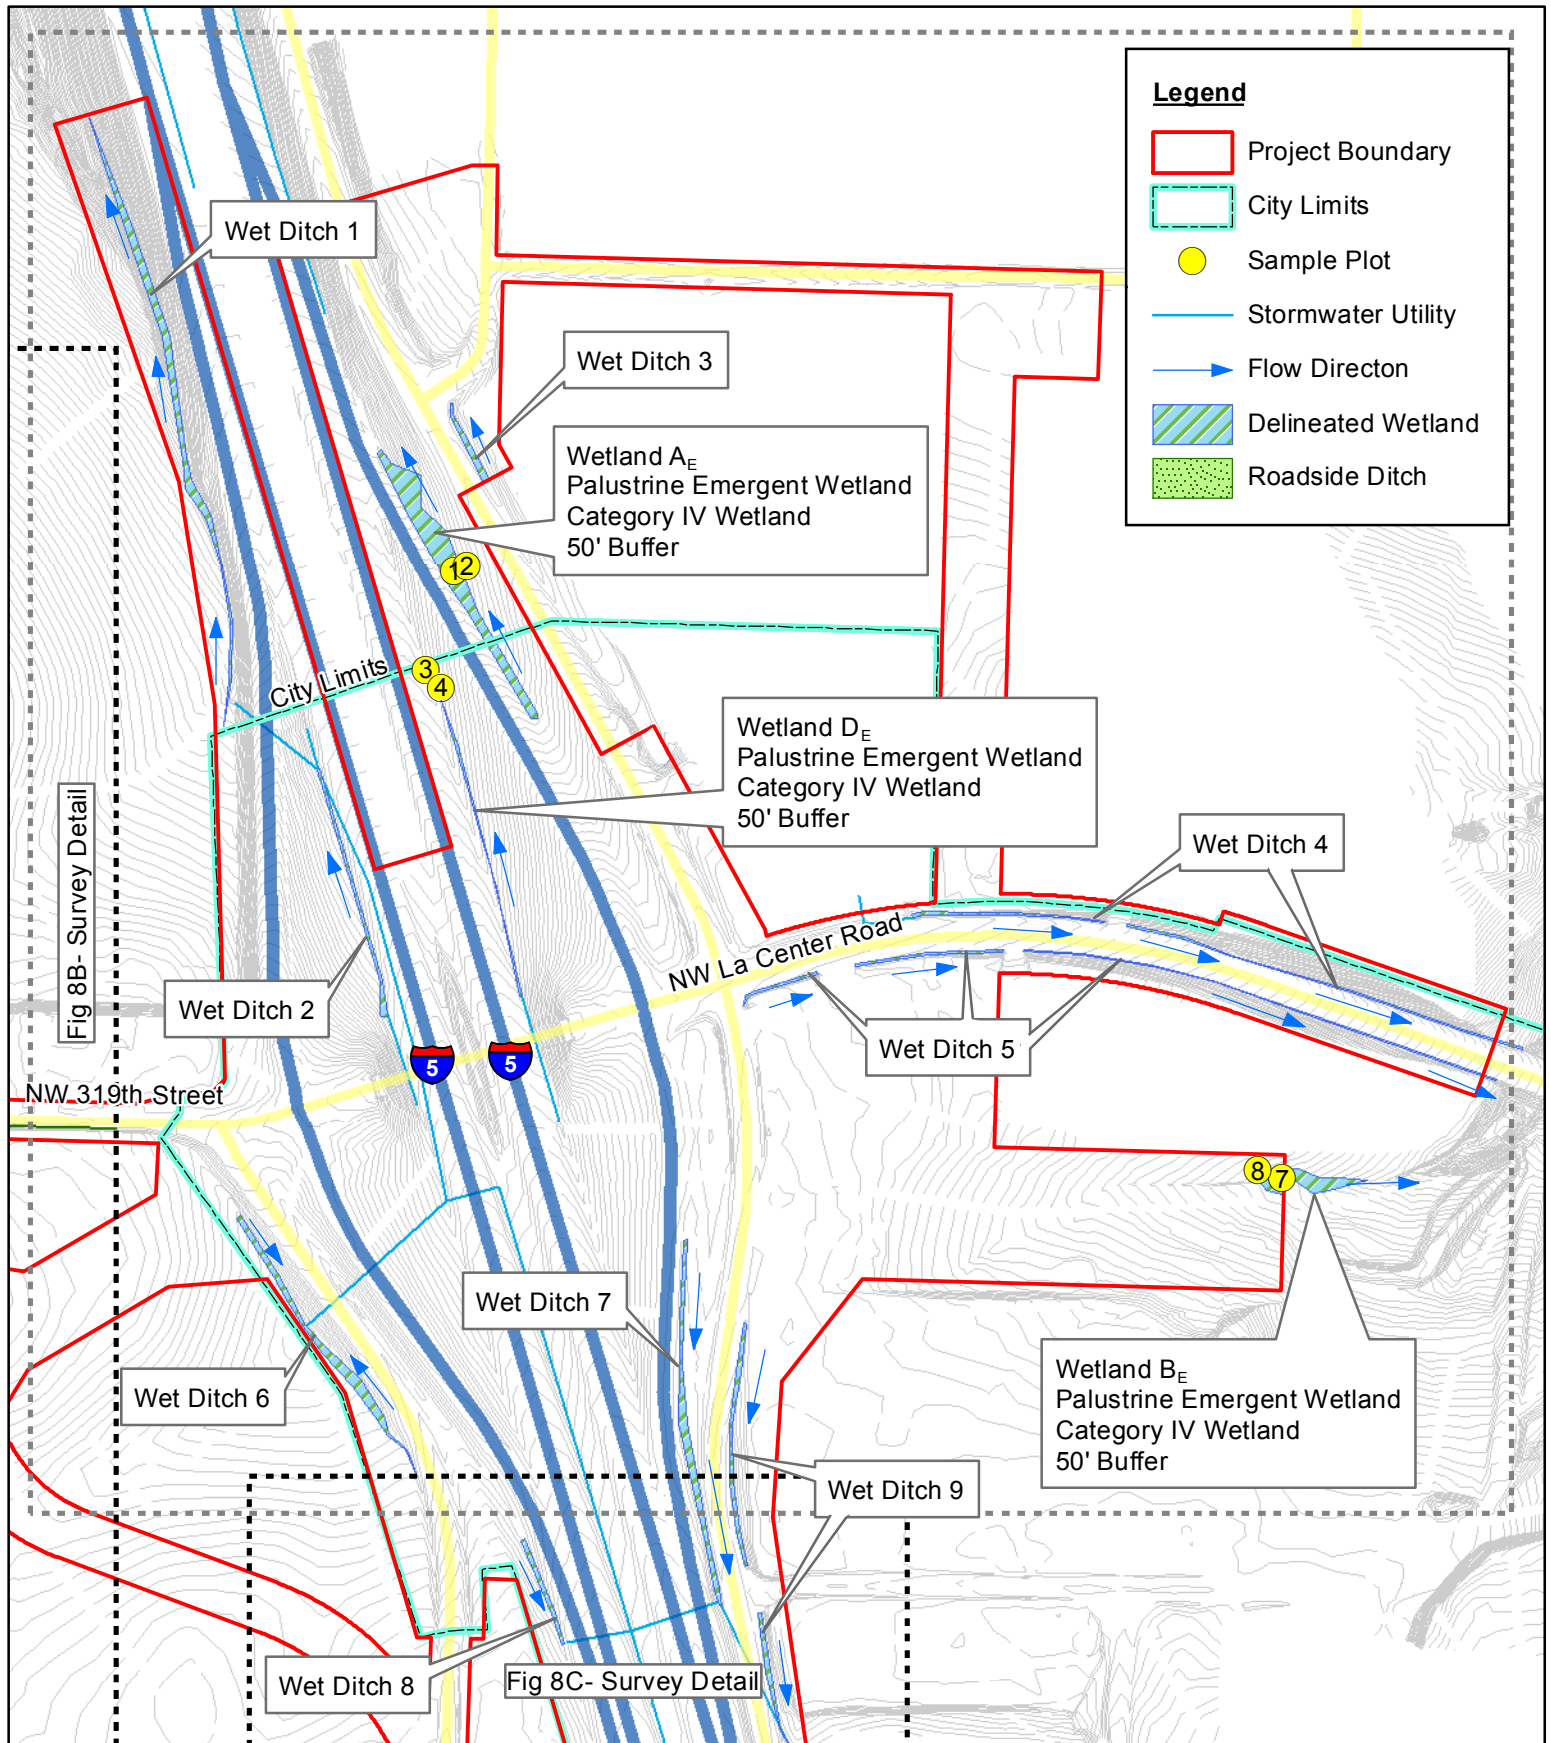 Legend
Project Boundary
City Limits
Sample Plot
Stormwater Utility
Flow Directon
Delineated Wetland
Roadside Ditch
Wet Ditch 1
Wet Ditch 3
Wetland AE
Palustrine Emergent Wetland
Category IV Wetland
50' Buffer
1
2
3
4
City Limits
Wetland DE
Palustrine Emergent Wetland
Category IV Wetland
50' Buffer
Fig 8B- Survey Detail
Wet Ditch 4
NW La Center Road
Wet Ditch 2
Wet Ditch 5
5
5
NW 319th Street
8
7
Wet Ditch 7
Wet Ditch 6
Wetland BE
Palustrine Emergent Wetland
Category IV Wetland
50' Buffer
Wet Ditch 9
Wet Ditch 8
Fig 8C- Survey Detail